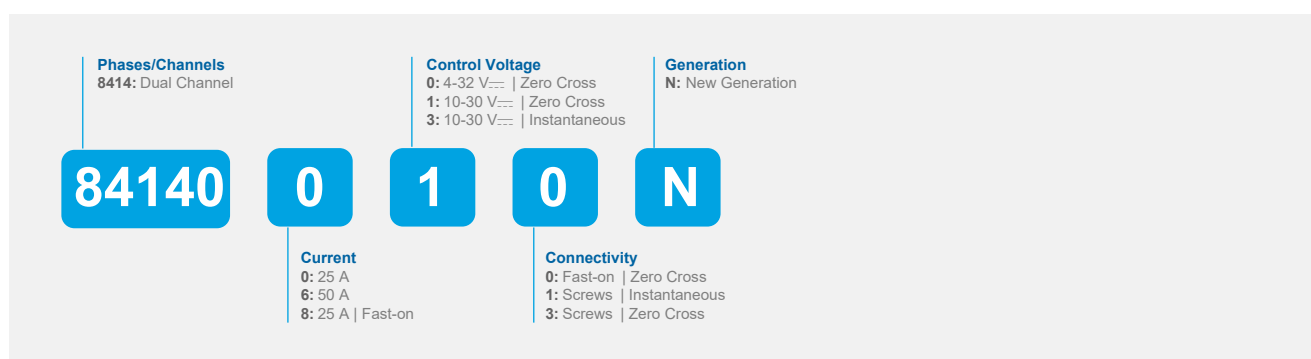 Phases/Channels
8414: Dual Channel
Control Voltage
0: 4-32 V⎓ | Zero Cross
1: 10-30 V⎓ | Zero Cross
3: 10-30 V⎓ | Instantaneous
Generation
N: New Generation
84140 0 1 0 N
Current
0: 25 A
6: 50 A
8: 25 A | Fast-on
Connectivity
0: Fast-on | Zero Cross
1: Screws | Instantaneous
3: Screws | Zero Cross